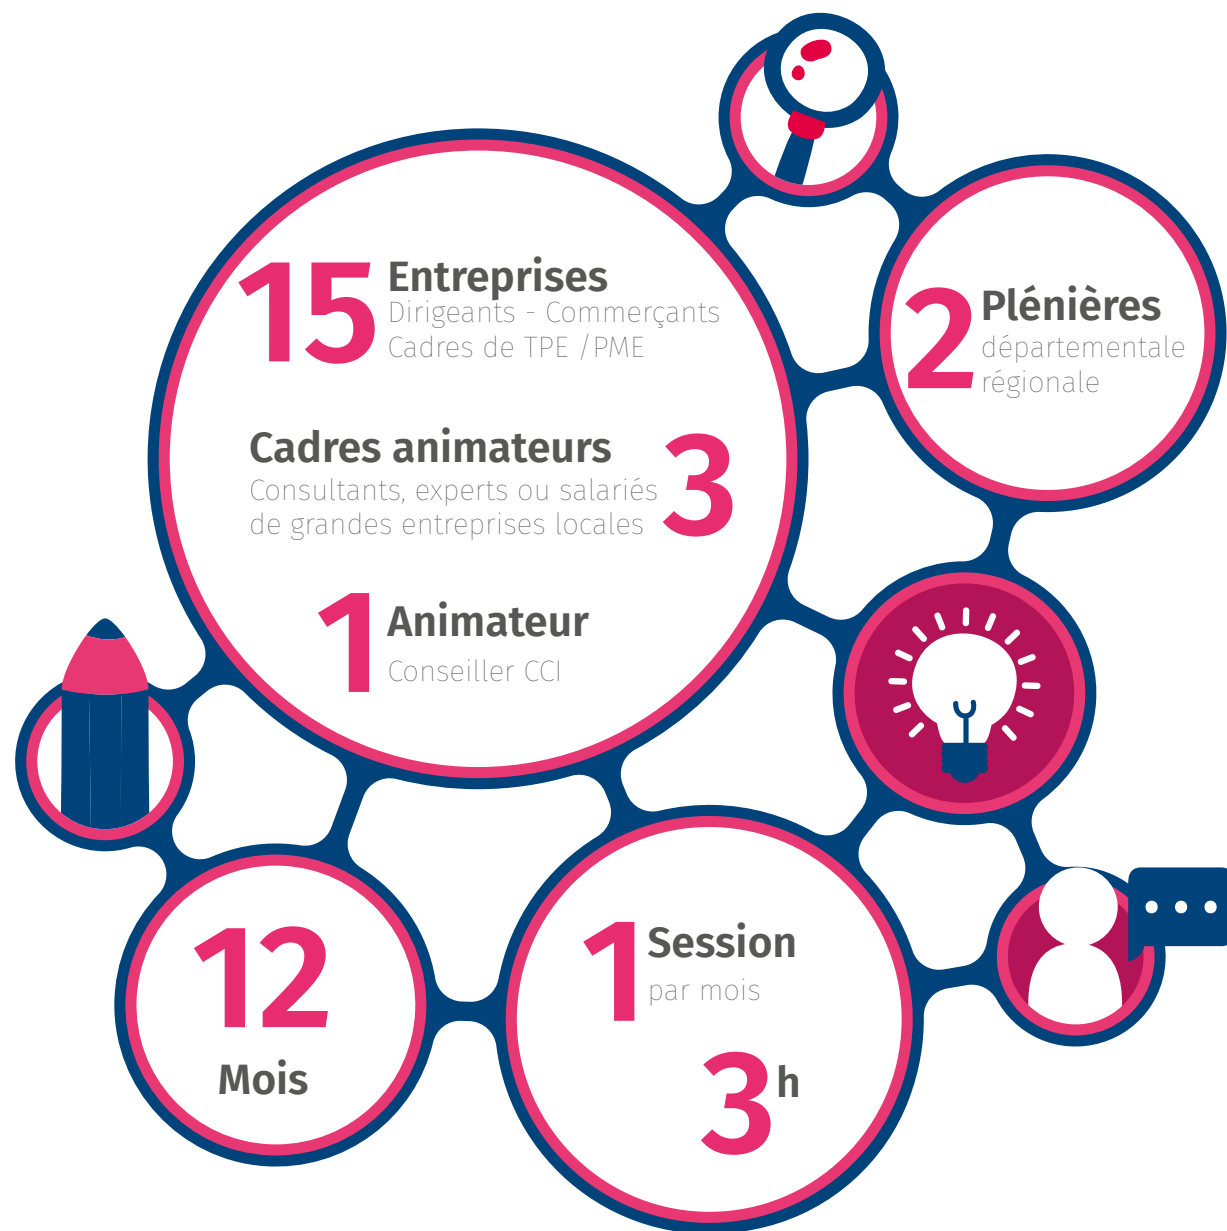 15 Entreprises
Dirigeants - Commerçants
Cadres de TPE /PME
Cadres animateurs 3
Consultants, experts ou salariés
de grandes entreprises locales
1 Animateur
Conseiller CCI
2 Plénières
départementale
régionale
12
Mois
1 Session
par mois
3 h